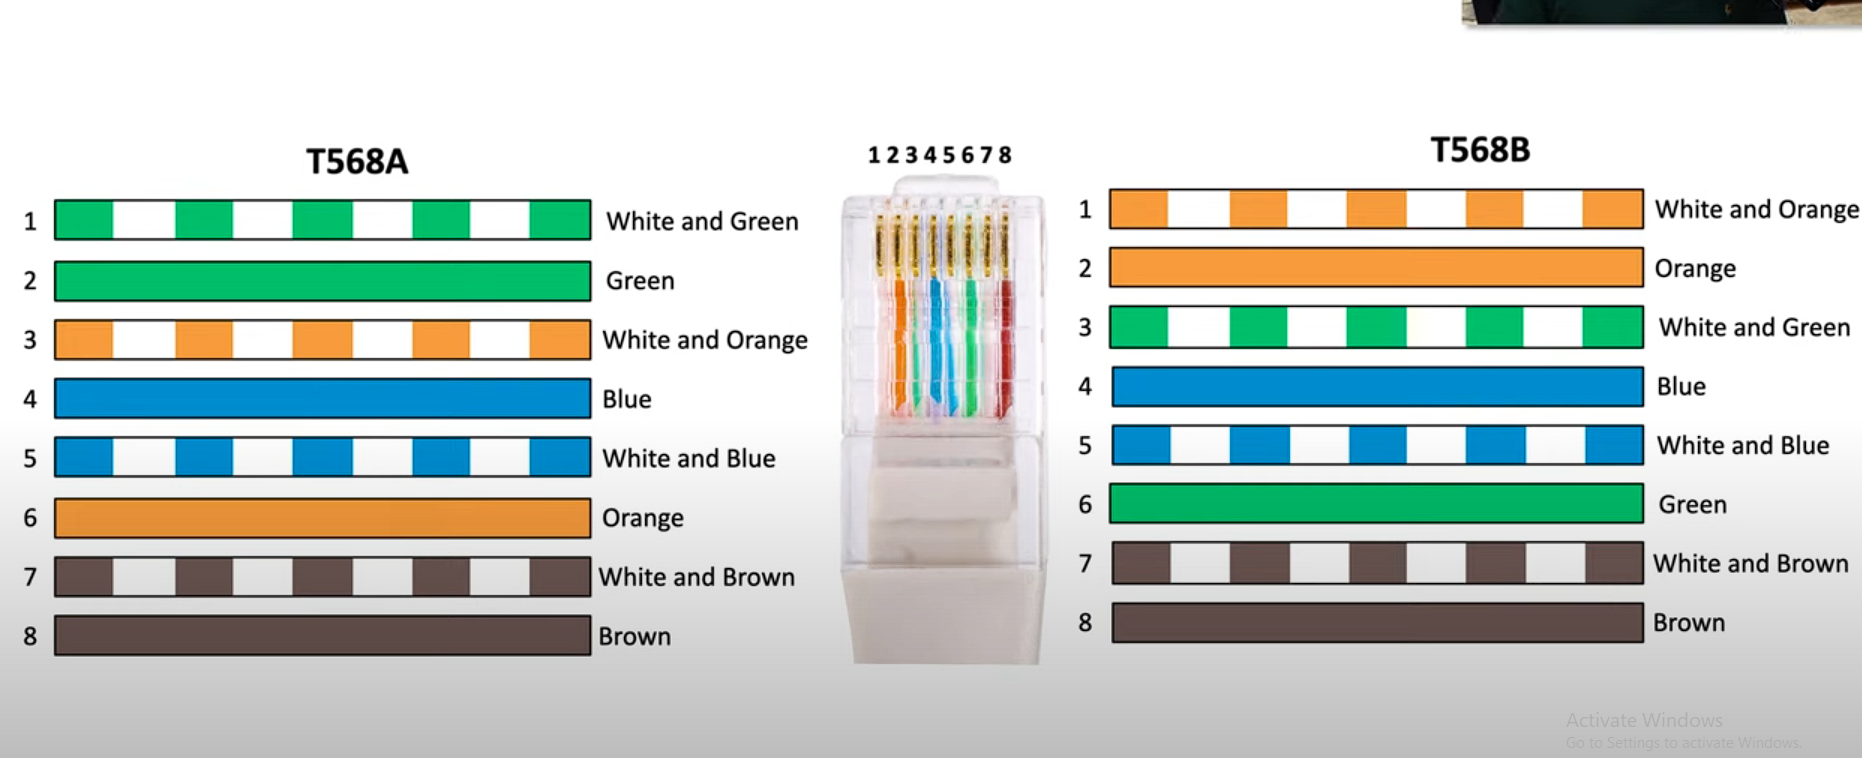 T568A
1 White and Green
2 Green
3 White and Orange
4 Blue
5 White and Blue
6 Orange
7 White and Brown
8 Brown
1 2 3 4 5 6 7 8
T568B
1 White and Orange
2 Orange
3 White and Green
4 Blue
5 White and Blue
6 Green
7 White and Brown
8 Brown
Activate Windows
Go to Settings to activate Windows.